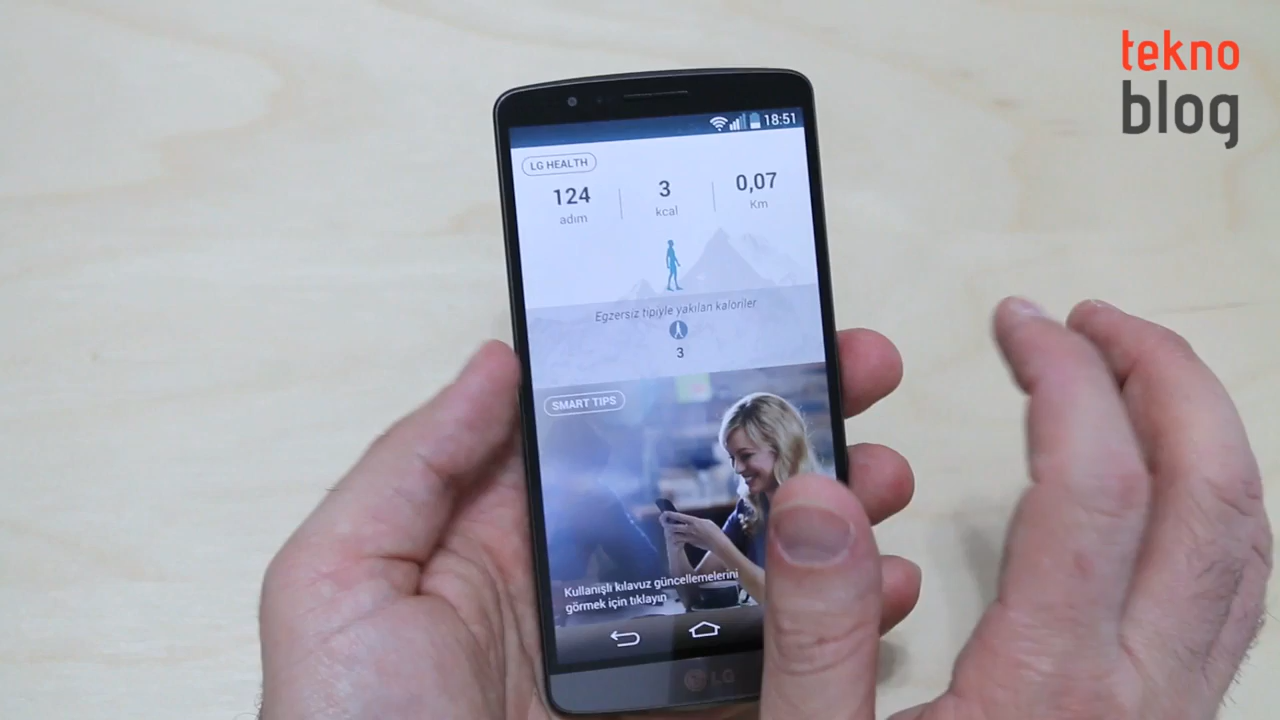 tekno
blog
18:51
LG HEALTH
124
3
0,07
adım
kcal
Km
Egzersiz tipiyle yakılan kaloriler
3
SMART TIPS
Kullanışlı kılavuz güncellemelerini
görmek için tıklayın
LG